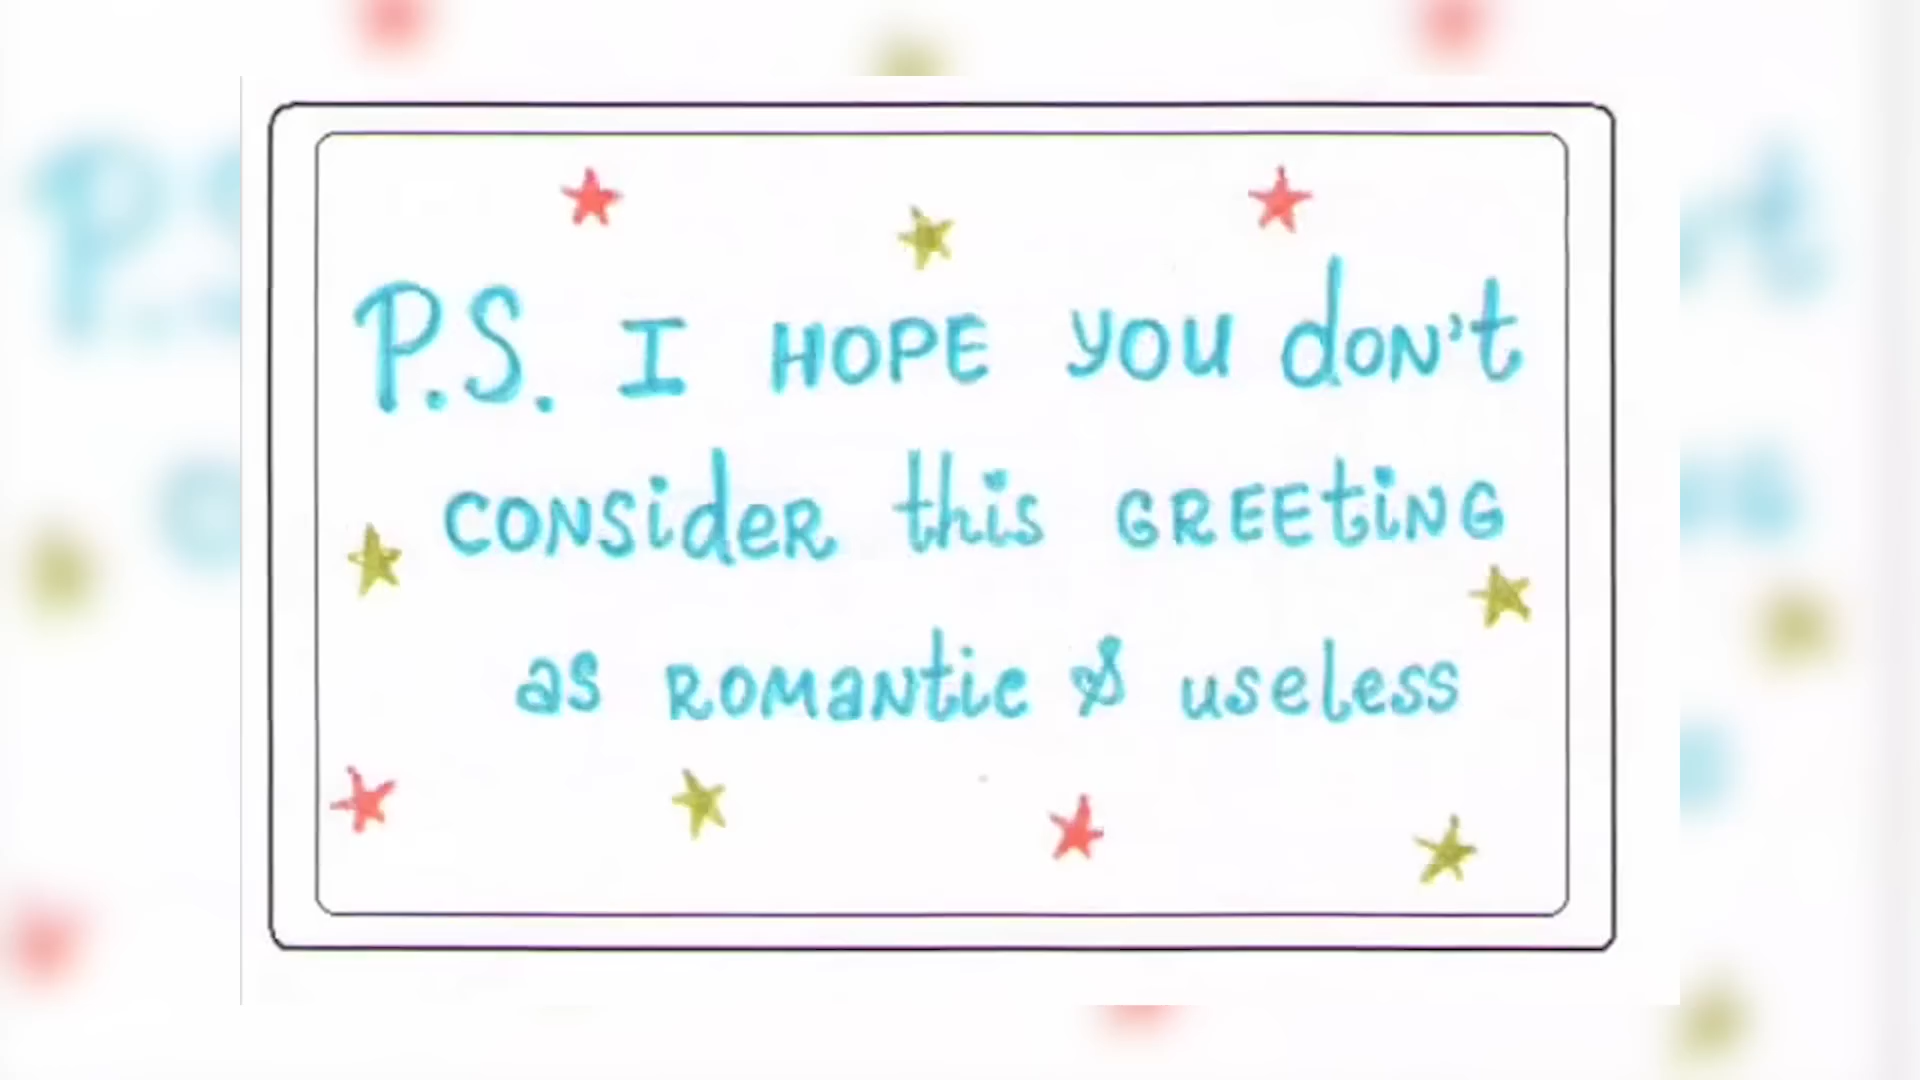 P.S. I HOPE YOU dON't
CONSideR this GREEtiNG
as ROMaNtic & useless